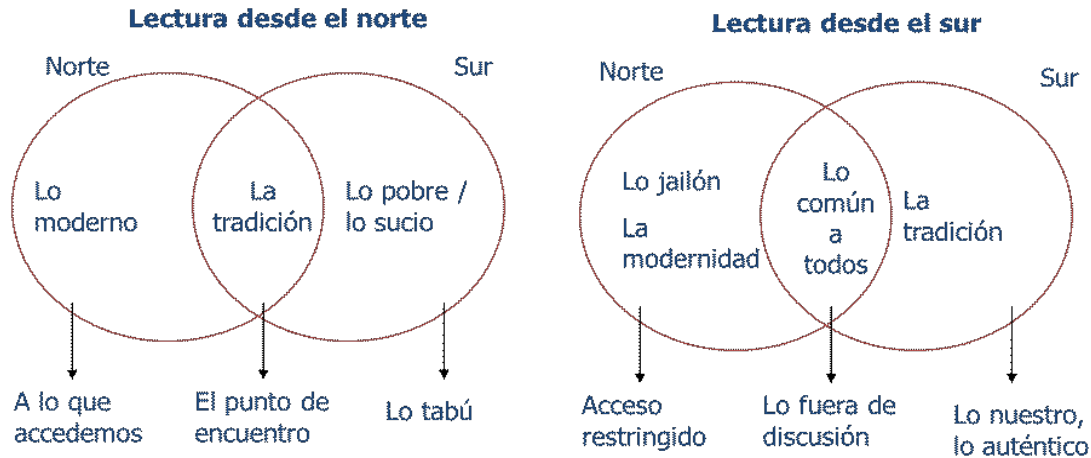 Lectura desde el norte
Norte
Sur
Lo
moderno
La
tradición
Lo pobre /
lo sucio
A lo que
accedemos
El punto de
encuentro
Lo tabú
Lectura desde el sur
Norte
Sur
Lo jailón
La
modernidad
Lo
común
a
todos
La
tradición
Acceso
restringido
Lo fuera de
discusión
Lo nuestro,
lo auténtico